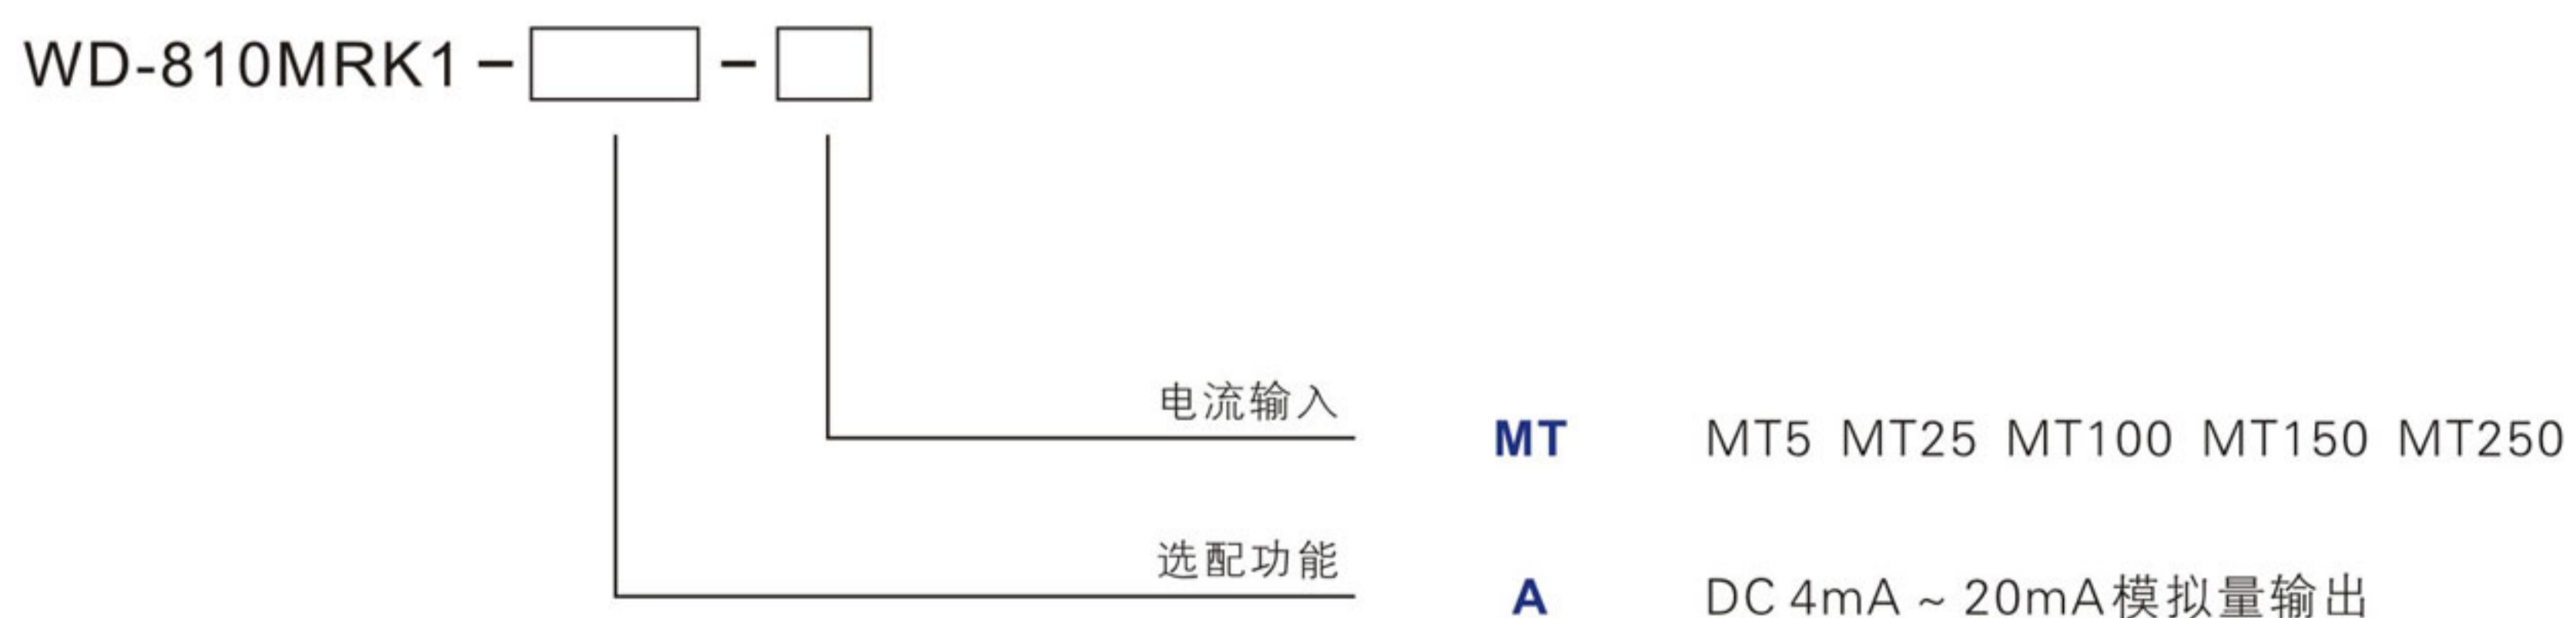 WD-810MRK1 – –
电流输入 MT MT5 MT25 MT100 MT150 MT250
选配功能 A DC 4mA ~ 20mA模拟量输出